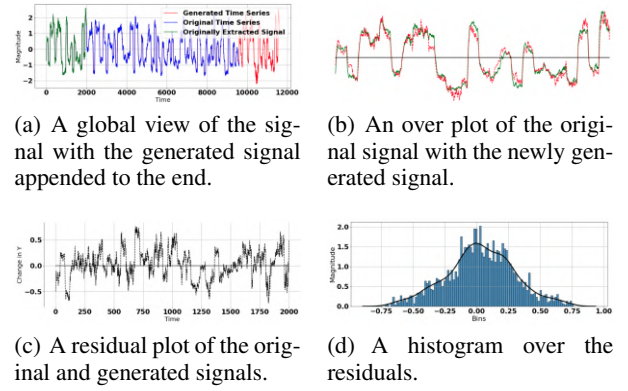 Generated Time Series
Original Time Series
Originally Extracted Signal
Magnitude
2
1
0
−1
−2
0 2000 4000 6000 8000 10000 12000
Time
(a) A global view of the sig-
nal with the generated signal
appended to the end.
(b) An over plot of the origi-
nal signal with the newly gen-
erated signal.
Change in Y
0.5
0.0
−0.5
0 250 500 750 1000 1250 1500 1750 2000
Time
(c) A residual plot of the orig-
inal and generated signals.
Magnitude
2.0
1.5
1.0
0.5
0.0
−0.75 −0.50 −0.25 0.00 0.25 0.50 0.75 1.00
Bins
(d) A histogram over the
residuals.